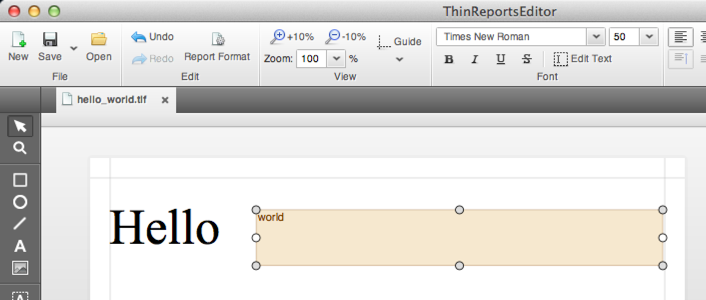 ThinReportsEditor
New Save Open Undo Redo Report Format +10% -10% Guide Times New Roman 50
Zoom: 100 % B I U S Edit Text
File Edit View Font
hello_world.tlf
Hello world
A
A